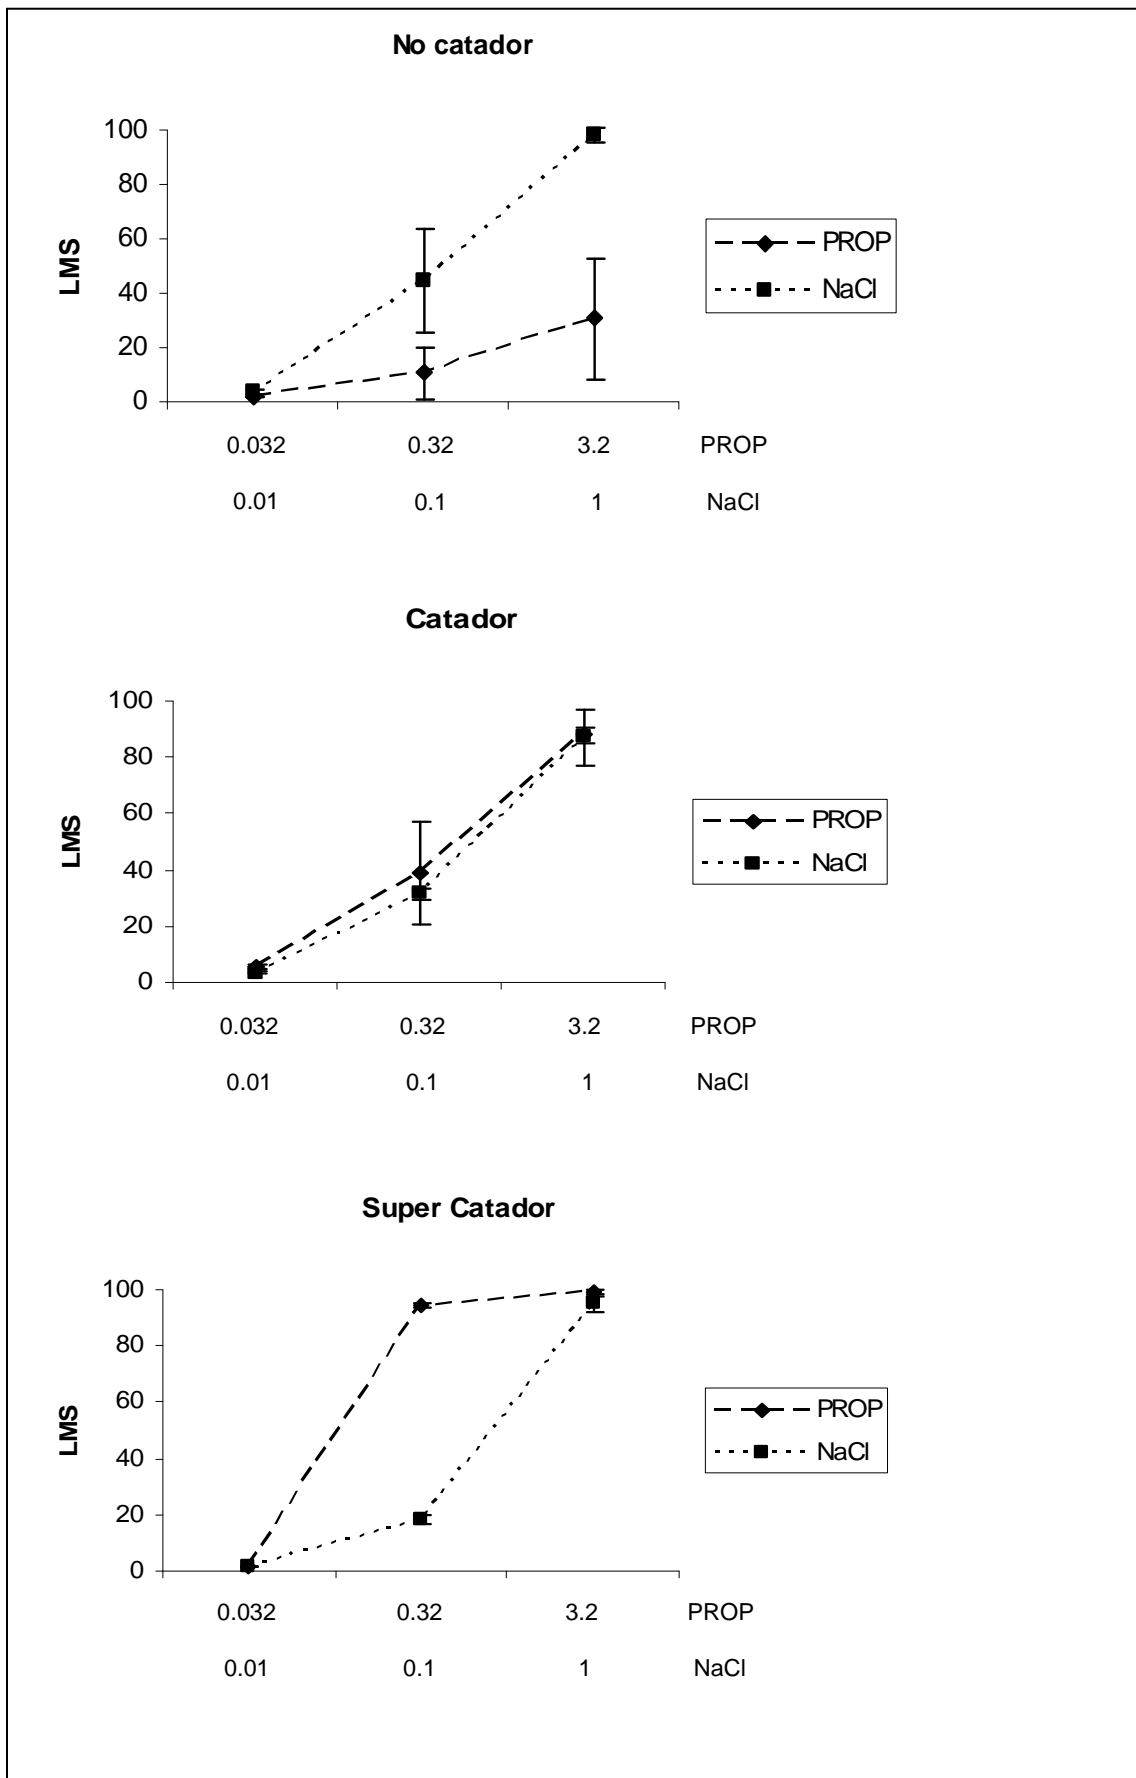 No catador
100
80
60
40
20
0
LMS
PROP
NaCl
0.032 0.32 3.2 PROP
0.01 0.1 1 NaCl
Catador
100
80
60
40
20
0
LMS
PROP
NaCl
0.032 0.32 3.2 PROP
0.01 0.1 1 NaCl
Super Catador
100
80
60
40
20
0
LMS
PROP
NaCl
0.032 0.32 3.2 PROP
0.01 0.1 1 NaCl